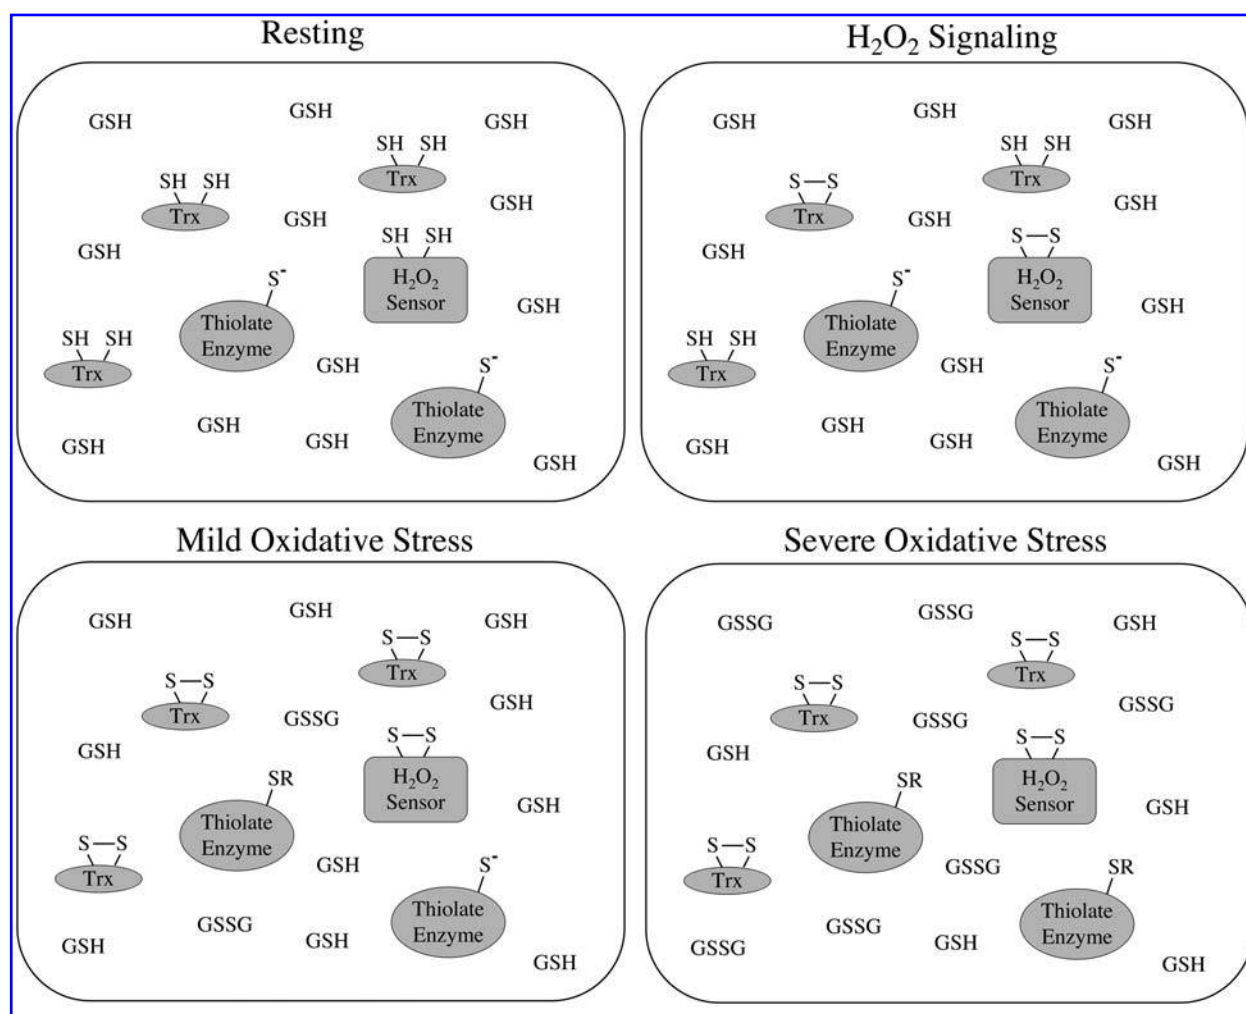 Resting
GSH
GSH
GSH
SH SH
Trx
SH SH
Trx
GSH
GSH
SH SH
H₂O₂
Sensor
GSH
S⁻
Thiolate
Enzyme
GSH
SH SH
Trx
GSH
S⁻
Thiolate
Enzyme
GSH
GSH
GSH
GSH
H₂O₂ Signaling
GSH
GSH
GSH
SH SH
Trx
S—S
Trx
GSH
GSH
S—S
H₂O₂
Sensor
GSH
S⁻
Thiolate
Enzyme
GSH
SH SH
Trx
GSH
S⁻
Thiolate
Enzyme
GSH
GSH
GSH
GSH
Mild Oxidative Stress
GSH
GSH
GSH
S—S
Trx
S—S
Trx
GSH
GSSG
S—S
H₂O₂
Sensor
GSH
SR
Thiolate
Enzyme
GSH
S—S
Trx
GSH
S⁻
Thiolate
Enzyme
GSSG
GSH
GSH
GSH
Severe Oxidative Stress
GSSG
GSSG
GSH
S—S
Trx
S—S
Trx
GSSG
GSSG
S—S
H₂O₂
Sensor
GSH
SR
Thiolate
Enzyme
GSH
S—S
Trx
GSSG
SR
Thiolate
Enzyme
GSSG
GSSG
GSH
GSH